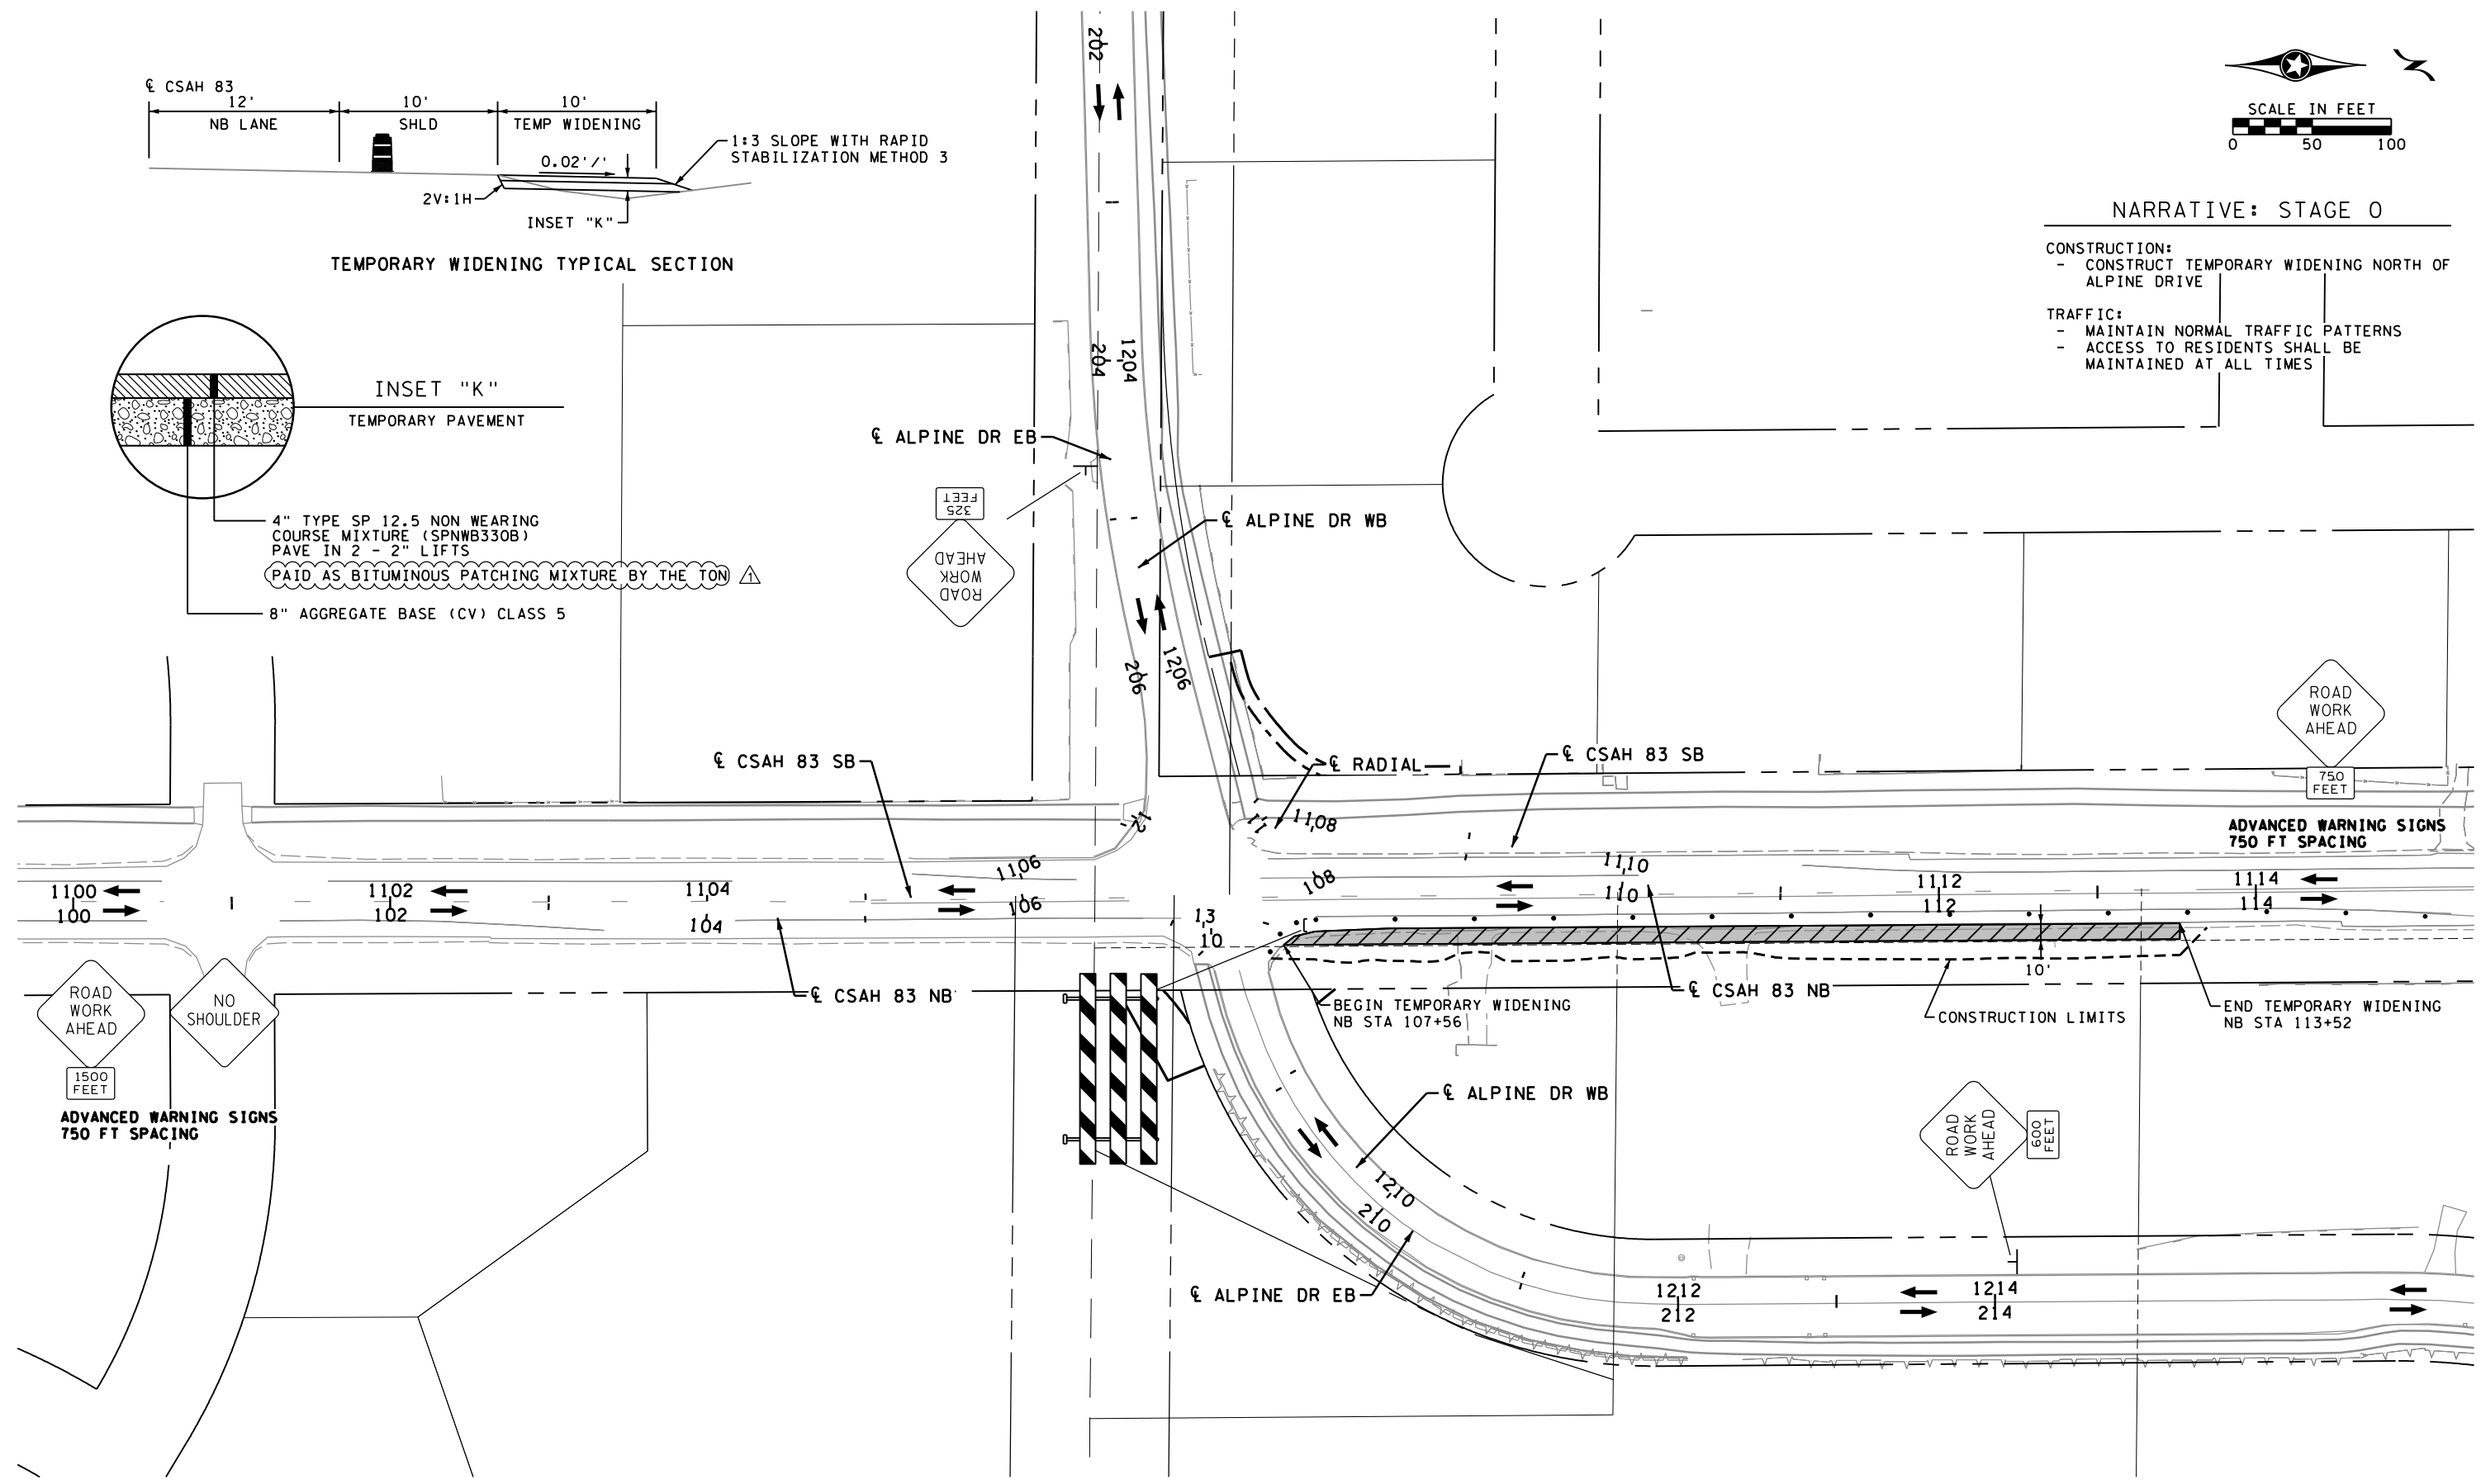 ℄ CSAH 83
12'
10'
10'
NB LANE
SHLD
TEMP WIDENING
1:3 SLOPE WITH RAPID
STABILIZATION METHOD 3
0.02'/'
2V:1H
INSET "K"
TEMPORARY WIDENING TYPICAL SECTION
INSET "K"
TEMPORARY PAVEMENT
4" TYPE SP 12.5 NON WEARING
COURSE MIXTURE (SPNWB330B)
PAVE IN 2 - 2" LIFTS
PAID AS BITUMINOUS PATCHING MIXTURE BY THE TON
1
8" AGGREGATE BASE (CV) CLASS 5
SCALE IN FEET
0
50
100
NARRATIVE: STAGE 0
CONSTRUCTION:
- CONSTRUCT TEMPORARY WIDENING NORTH OF
ALPINE DRIVE
TRAFFIC:
- MAINTAIN NORMAL TRAFFIC PATTERNS
- ACCESS TO RESIDENTS SHALL BE
MAINTAINED AT ALL TIMES
202
204
1204
℄ ALPINE DR EB
325
FEET
ROAD
WORK
AHEAD
℄ ALPINE DR WB
206
1206
℄ CSAH 83 SB
℄ RADIAL
℄ CSAH 83 SB
ROAD
WORK
AHEAD
750
FEET
ADVANCED WARNING SIGNS
750 FT SPACING
12
11
1108
1100
100
1102
102
1104
104
1106
106
108
1110
110
1112
112
1114
114
13
10
10'
℄ CSAH 83 NB
℄ CSAH 83 NB
BEGIN TEMPORARY WIDENING
NB STA 107+56
CONSTRUCTION LIMITS
END TEMPORARY WIDENING
NB STA 113+52
ROAD
WORK
AHEAD
1500
FEET
NO
SHOULDER
ADVANCED WARNING SIGNS
750 FT SPACING
℄ ALPINE DR WB
ROAD
WORK
AHEAD
600
FEET
1210
210
℄ ALPINE DR EB
1212
212
1214
214